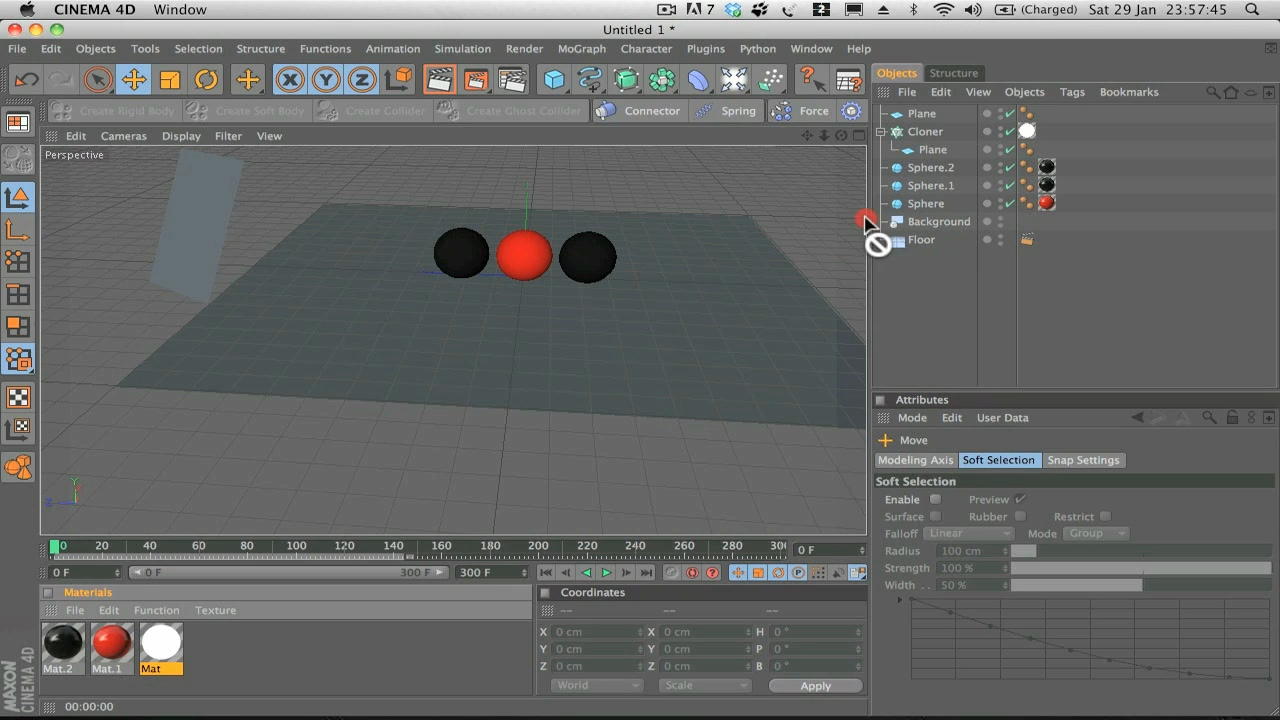 CINEMA 4D Window 7 (Charged) Sat 29 Jan 23:57:45
Untitled 1 *
File Edit Objects Tools Selection Structure Functions Animation Simulation Render MoGraph Character Plugins Python Window Help
X Y Z
Objects Structure
File Edit View Objects Tags Bookmarks
Create Rigid Body Create Soft Body Create Collider Create Ghost Collider Connector Spring Force
Edit Cameras Display Filter View
Perspective
Plane
Cloner
Plane
Sphere.2
Sphere.1
Sphere
Background
Floor
Y
Z
Attributes
Mode Edit User Data
Move
Modeling Axis Soft Selection Snap Settings
Soft Selection
Enable Preview
Surface Rubber Restrict
Falloff Linear Mode Group
Radius 100 cm
Strength 100 %
Width . . 50 %
0 20 40 60 80 100 120 140 160 180 200 220 240 260 280 30 0 F
0 F 0 F 300 F 300 F
Materials
File Edit Function Texture
Mat.2 Mat.1 Mat
Coordinates
-- -- --
X 0 cm X 0 cm H 0 °
Y 0 cm Y 0 cm P 0 °
Z 0 cm Z 0 cm B 0 °
World Scale Apply
MAXON
CINEMA 4D
00:00:00